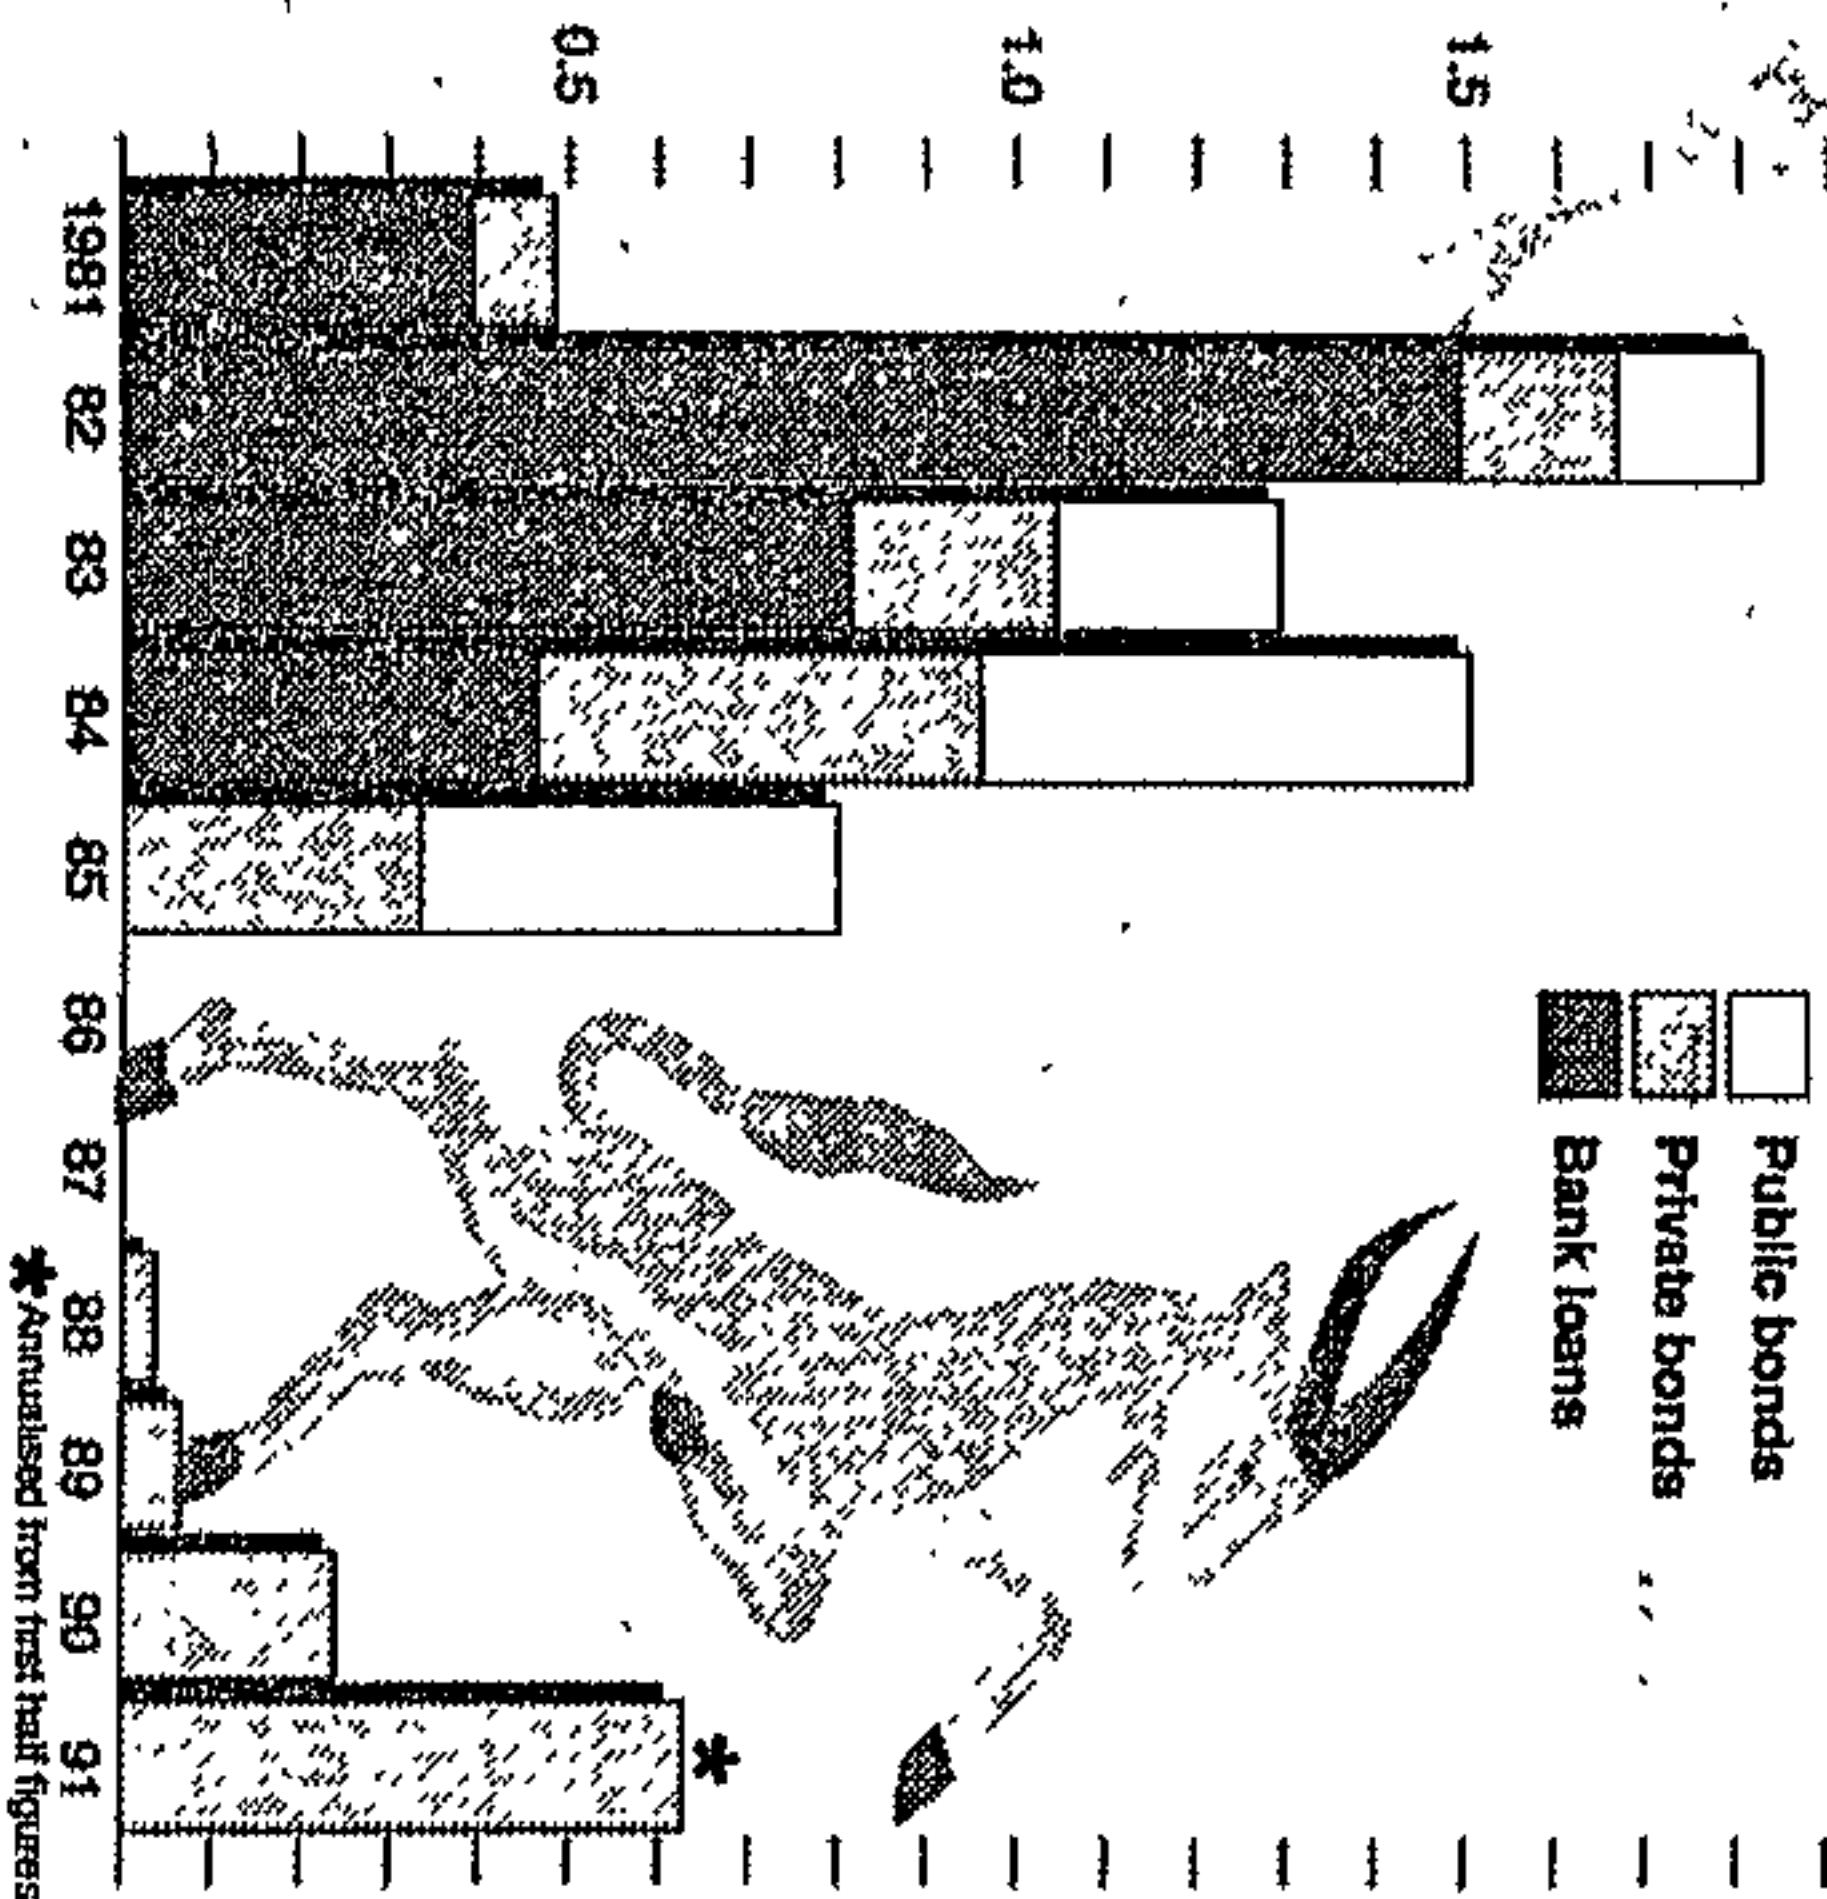 Public bonds
Private bonds
Bank loans
1.5
1.0
0.5
1981 82 83 84 85 86 87 88 89 90 91
*
*Annualised from first half figures